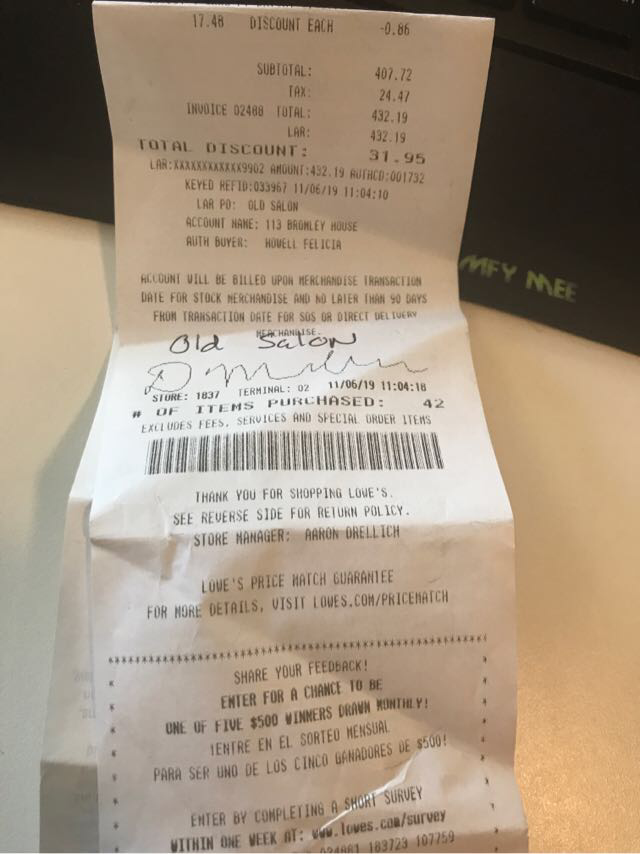 17.48 DISCOUNT EACH -0.86
SUBTOTAL: 407.72
TAX: 24.47
INVOICE 02488 TOTAL: 432.19
LAR: 432.19
TOTAL DISCOUNT: 31.95
LAR:XXXXXXXXXXXX9902 AMOUNT:432.19 AUTHCD:001732
KEYED REFID:033967 11/06/19 11:04:10
LAR PO: OLD SALON
ACCOUNT NAME: 113 BROMLEY HOUSE
AUTH BUYER: HOWELL FELICIA
ACCOUNT WILL BE BILLED UPON MERCHANDISE TRANSACTION
DATE FOR STOCK MERCHANDISE AND NO LATER THAN 90 DAYS
FROM TRANSACTION DATE FOR SOS OR DIRECT DELIVERY
MERCHANDISE.
Old Salon
STORE: 1837 TERMINAL: 02 11/06/19 11:04:18
# OF ITEMS PURCHASED: 42
EXCLUDES FEES, SERVICES AND SPECIAL ORDER ITEMS
THANK YOU FOR SHOPPING LOWE'S.
SEE REVERSE SIDE FOR RETURN POLICY.
STORE MANAGER: AARON ORELLICH
LOWE'S PRICE MATCH GUARANTEE
FOR MORE DETAILS, VISIT LOWES.COM/PRICEMATCH
***********************************************
* SHARE YOUR FEEDBACK! *
* ENTER FOR A CHANCE TO BE *
* ONE OF FIVE $500 WINNERS DRAWN MONTHLY! *
* !ENTRE EN EL SORTEO MENSUAL *
* PARA SER UNO DE LOS CINCO GANADORES DE $500! *
* ENTER BY COMPLETING A SHORT SURVEY *
* WITHIN ONE WEEK AT: www.lowes.com/survey *
183723 107759
MFY MEE